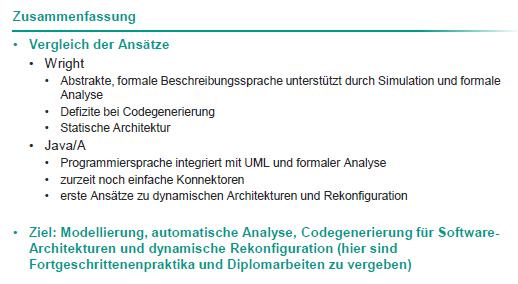 Zusammenfassung
• Vergleich der Ansätze
• Wright
• Abstrakte, formale Beschreibungssprache unterstützt durch Simulation und formale
Analyse
• Defizite bei Codegenerierung
• Statische Architektur
• Java/A
• Programmiersprache integriert mit UML und formaler Analyse
• zurzeit noch einfache Konnektoren
• erste Ansätze zu dynamischen Architekturen und Rekonfiguration
• Ziel: Modellierung, automatische Analyse, Codegenerierung für Software-
Architekturen und dynamische Rekonfiguration (hier sind
Fortgeschrittenenpraktika und Diplomarbeiten zu vergeben)